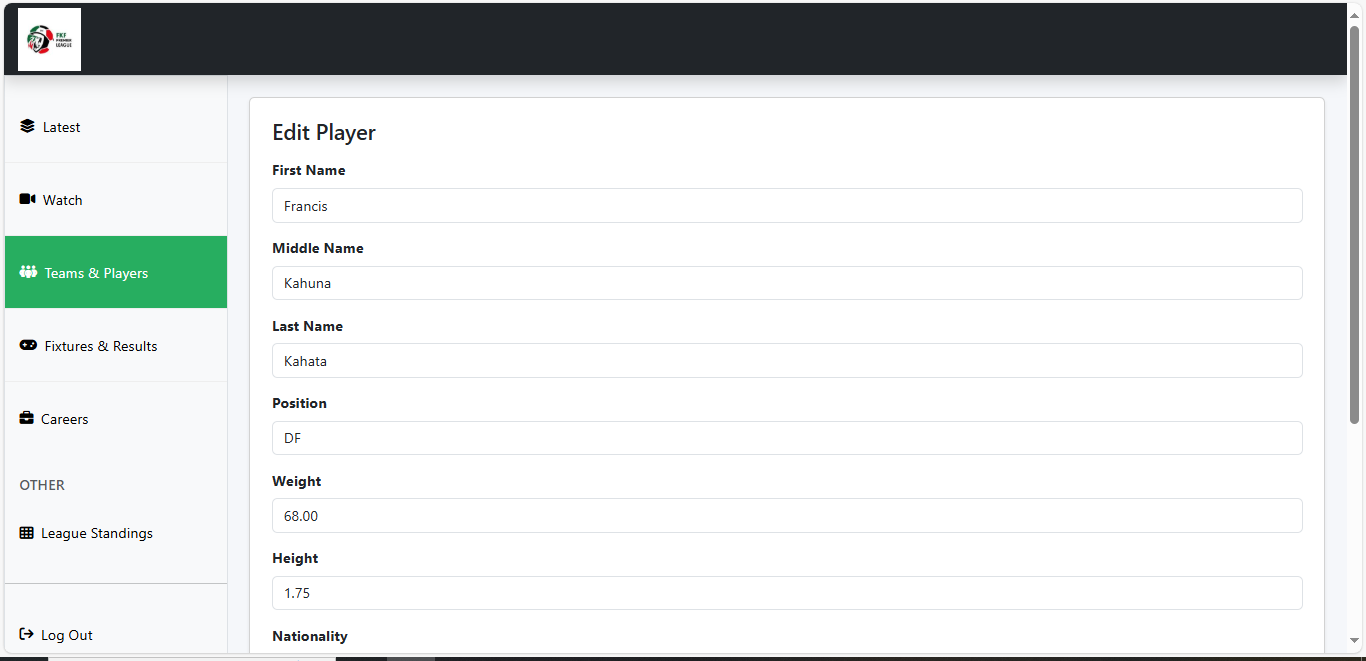 FKF
PREMIER
LEAGUE
Latest
Watch
Teams & Players
Fixtures & Results
Careers
OTHER
League Standings
Log Out
Edit Player
First Name
Francis
Middle Name
Kahuna
Last Name
Kahata
Position
DF
Weight
68.00
Height
1.75
Nationality